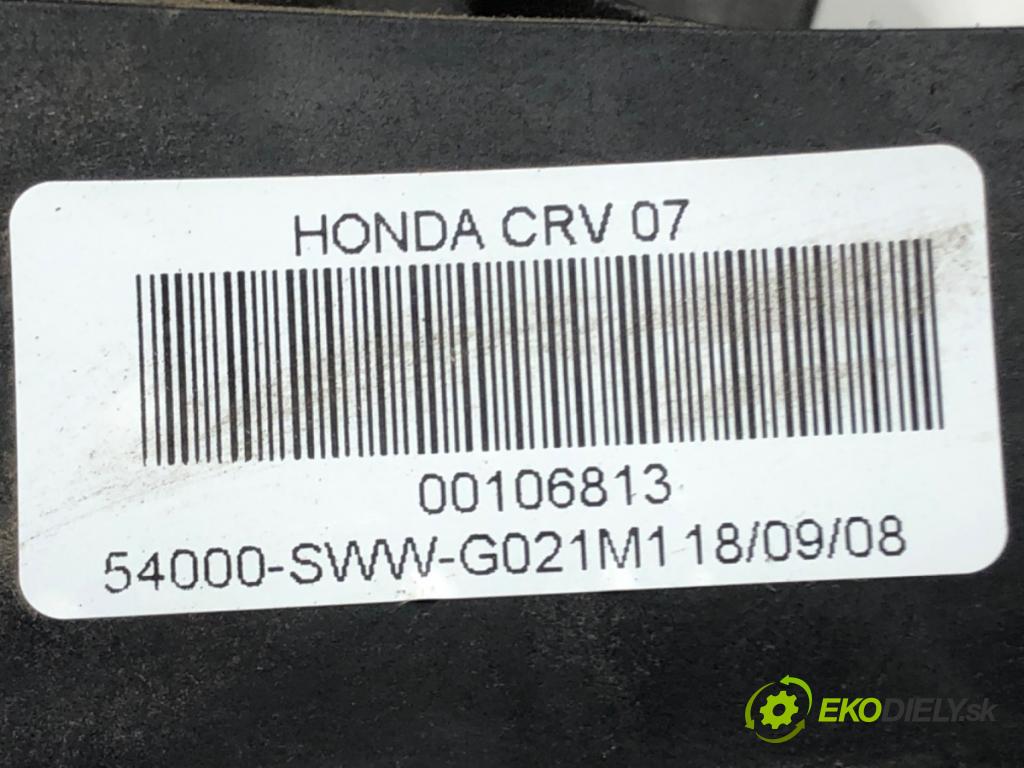 HONDA CRV 07
00106813
54000-SWW-G021M1 18/09/08
EKODIELY.sk